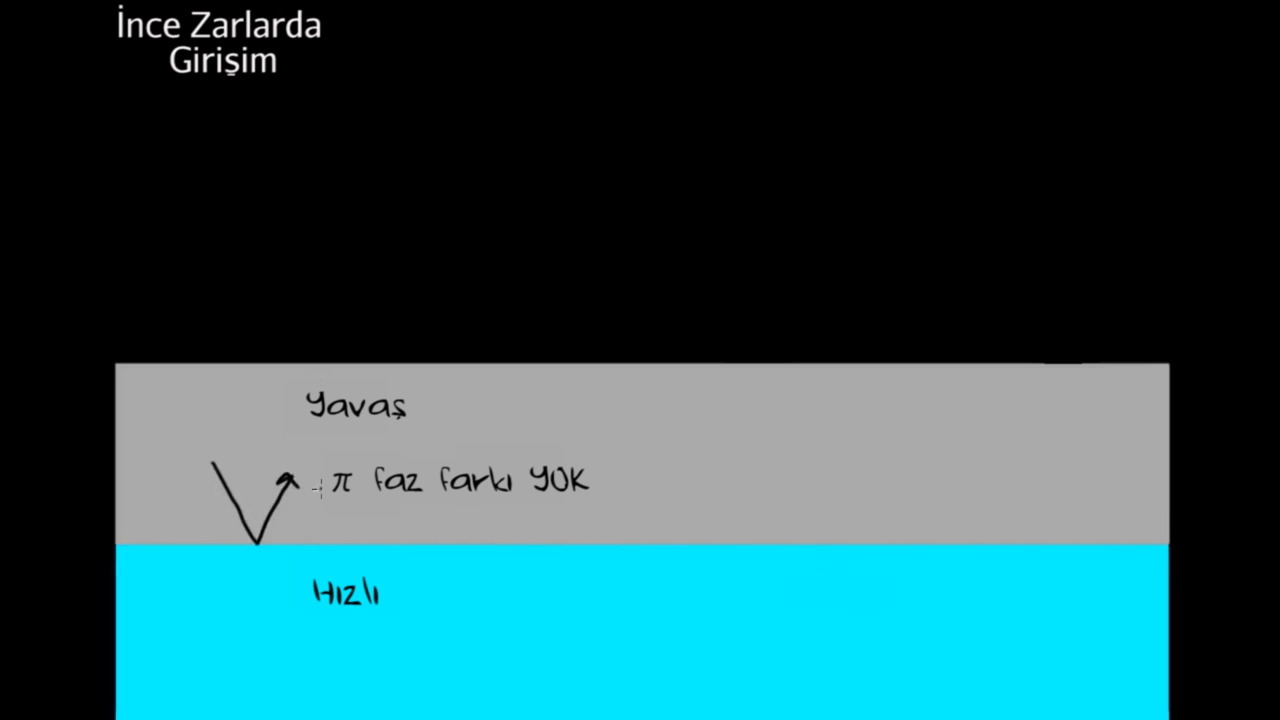 İnce Zarlarda
Girişim
Yavaş
π faz farkı YOK
Hızlı